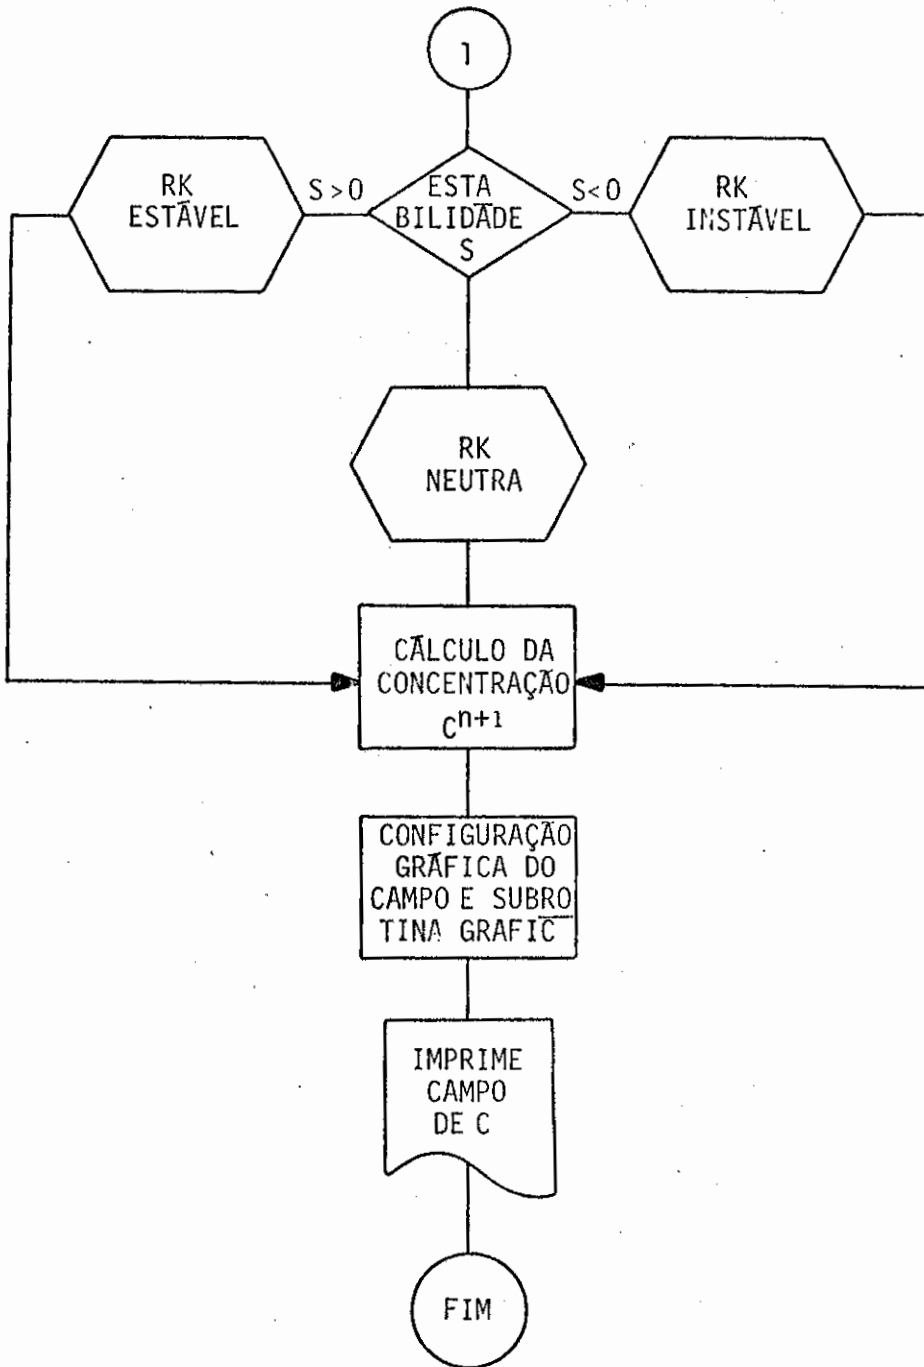 1
RK
ESTÁVEL
S>0
ESTA
BILIDADE
S
S<0
RK
INSTÁVEL
RK
NEUTRA
CÁLCULO DA
CONCENTRAÇÃO
Cⁿ⁺¹
CONFIGURAÇÃO
GRÁFICA DO
CAMPO E SUBRO
TINA GRAFIC
IMPRIME
CAMPO
DE C
FIM